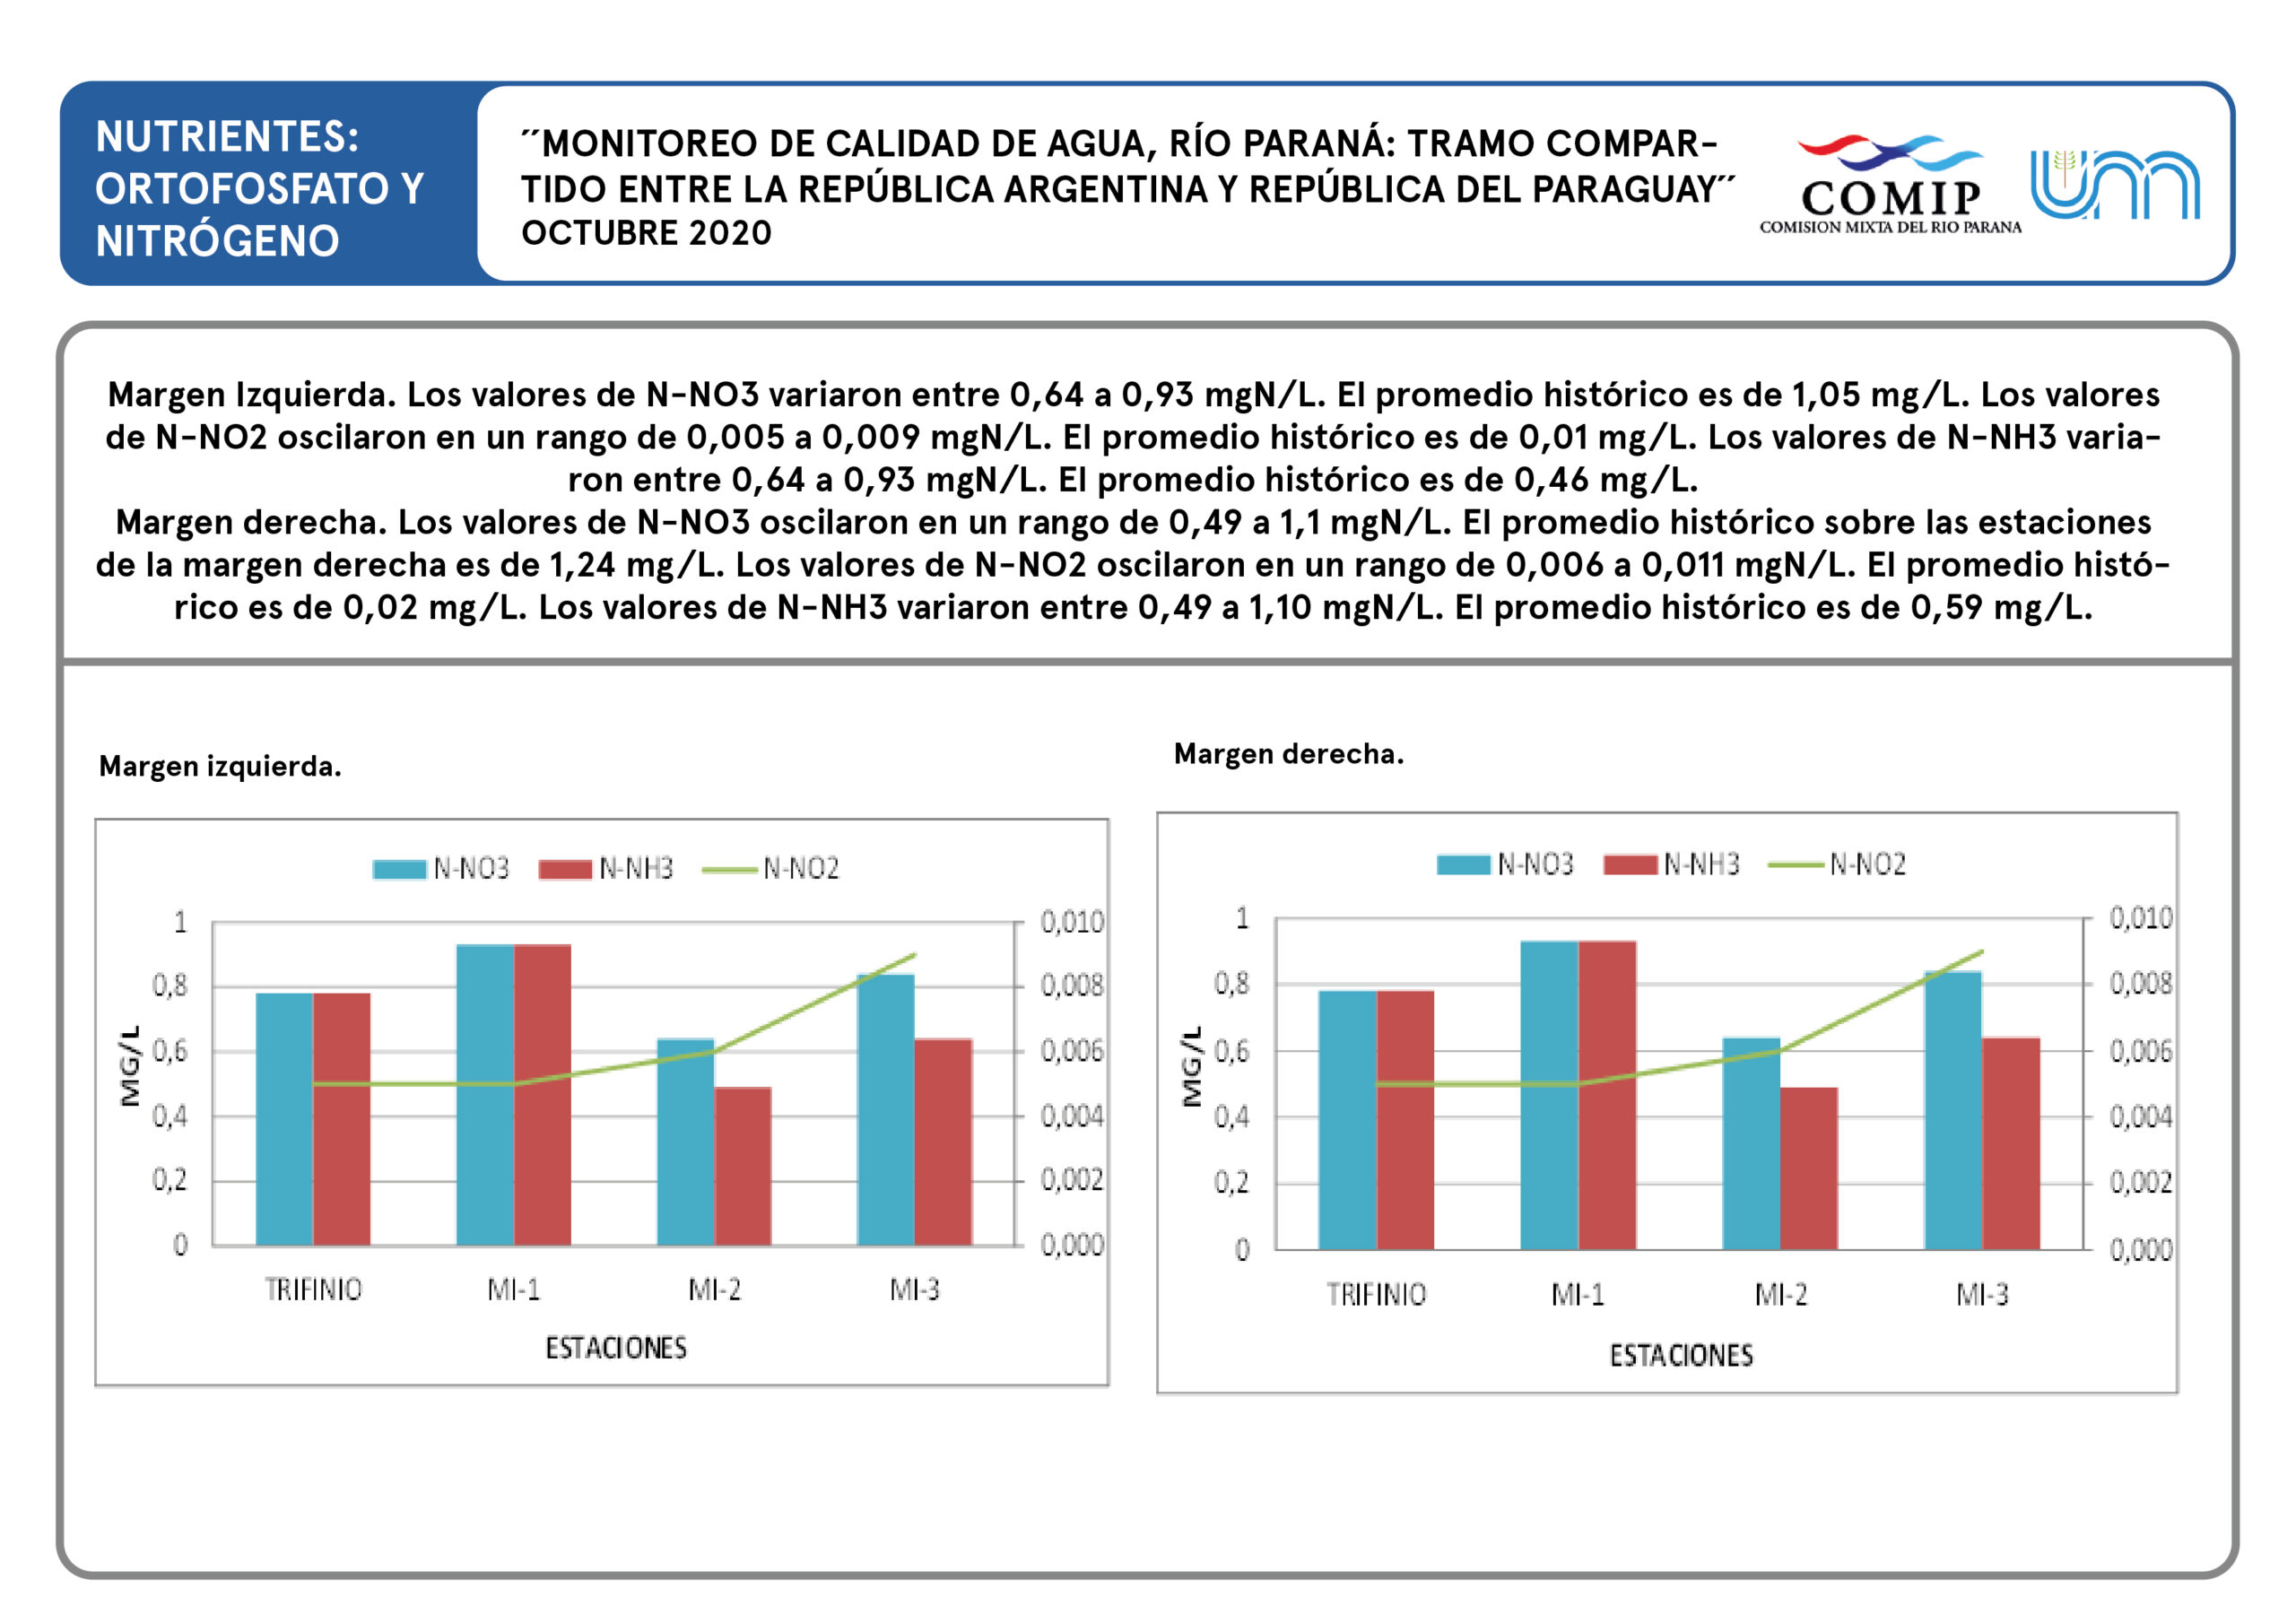 NUTRIENTES:
ORTOFOSFATO Y
NITRÓGENO
´´MONITOREO DE CALIDAD DE AGUA, RÍO PARANÁ: TRAMO COMPAR-
TIDO ENTRE LA REPÚBLICA ARGENTINA Y REPÚBLICA DEL PARAGUAY´´
OCTUBRE 2020
COMIP
COMISION MIXTA DEL RIO PARANA
um
Margen Izquierda. Los valores de N-NO3 variaron entre 0,64 a 0,93 mgN/L. El promedio histórico es de 1,05 mg/L. Los valores
de N-NO2 oscilaron en un rango de 0,005 a 0,009 mgN/L. El promedio histórico es de 0,01 mg/L. Los valores de N-NH3 varia-
ron entre 0,64 a 0,93 mgN/L. El promedio histórico es de 0,46 mg/L.
Margen derecha. Los valores de N-NO3 oscilaron en un rango de 0,49 a 1,1 mgN/L. El promedio histórico sobre las estaciones
de la margen derecha es de 1,24 mg/L. Los valores de N-NO2 oscilaron en un rango de 0,006 a 0,011 mgN/L. El promedio histó-
rico es de 0,02 mg/L. Los valores de N-NH3 variaron entre 0,49 a 1,10 mgN/L. El promedio histórico es de 0,59 mg/L.
Margen izquierda.
N-NO3 N-NH3 N-NO2
1 0,010
0,8 0,008
0,6 0,006
0,4 0,004
0,2 0,002
0 0,000
MG/L
TRIFINIO MI-1 MI-2 MI-3
ESTACIONES
Margen derecha.
N-NO3 N-NH3 N-NO2
1 0,010
0,8 0,008
0,6 0,006
0,4 0,004
0,2 0,002
0 0,000
MG/L
TRIFINIO MI-1 MI-2 MI-3
ESTACIONES